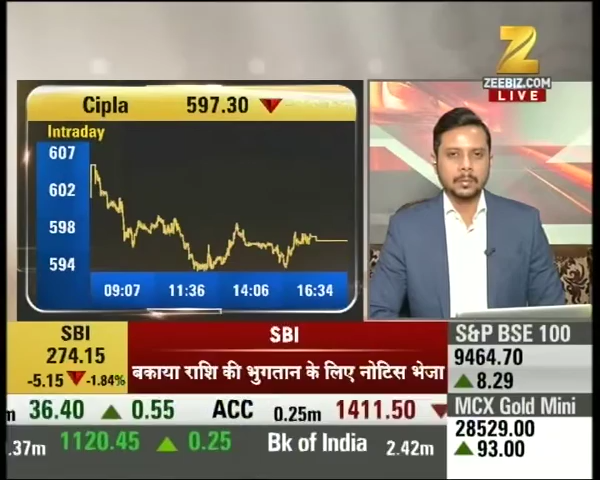 Z
ZEEBIZ.COM
LIVE
Cipla 597.30
Intraday
607
602
598
594
09:07 11:36 14:06 16:34
SBI
274.15
-5.15 -1.84%
SBI
बकाया राशि की भुगतान के लिए नोटिस भेजा
S&P BSE 100
9464.70
8.29
MCX Gold Mini
28529.00
93.00
m 36.40 0.55 ACC 0.25m 1411.50
.37m 1120.45 0.25 Bk of India 2.42m